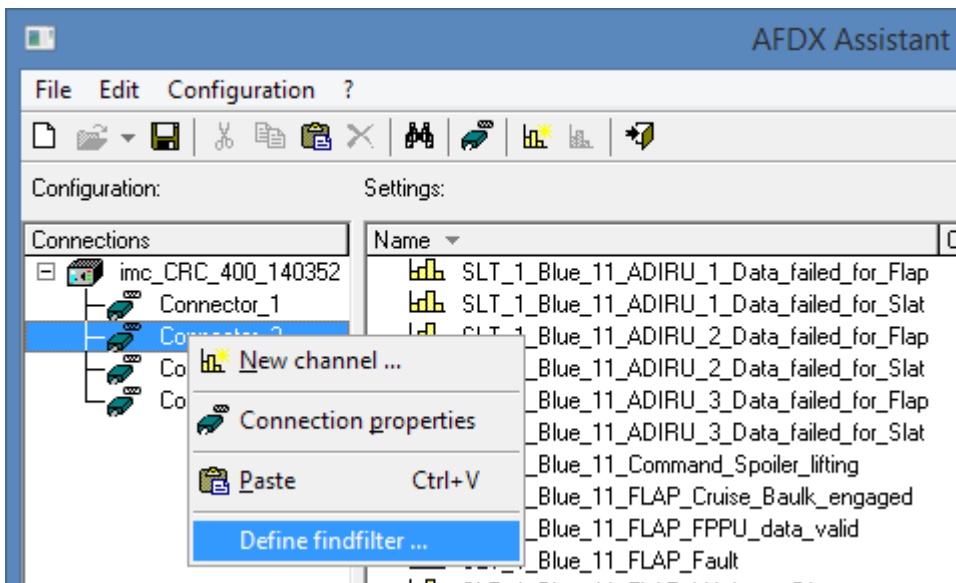 AFDX Assistant
File Edit Configuration ?
Configuration:
Settings:
Connections
Name
imc_CRC_400_140352
Connector_1
New channel ...
Connection properties
Paste Ctrl+V
Define findfilter ...
SLT_1_Blue_11_ADIRU_1_Data_failed_for_Flap
SLT_1_Blue_11_ADIRU_1_Data_failed_for_Slat
SLT_1_Blue_11_ADIRU_2_Data_failed_for_Flap
_Blue_11_ADIRU_2_Data_failed_for_Slat
_Blue_11_ADIRU_3_Data_failed_for_Flap
_Blue_11_ADIRU_3_Data_failed_for_Slat
_Blue_11_Command_Spoiler_lifting
_Blue_11_FLAP_Cruise_Baulk_engaged
_Blue_11_FLAP_FPPU_data_valid
_Blue_11_FLAP_Fault